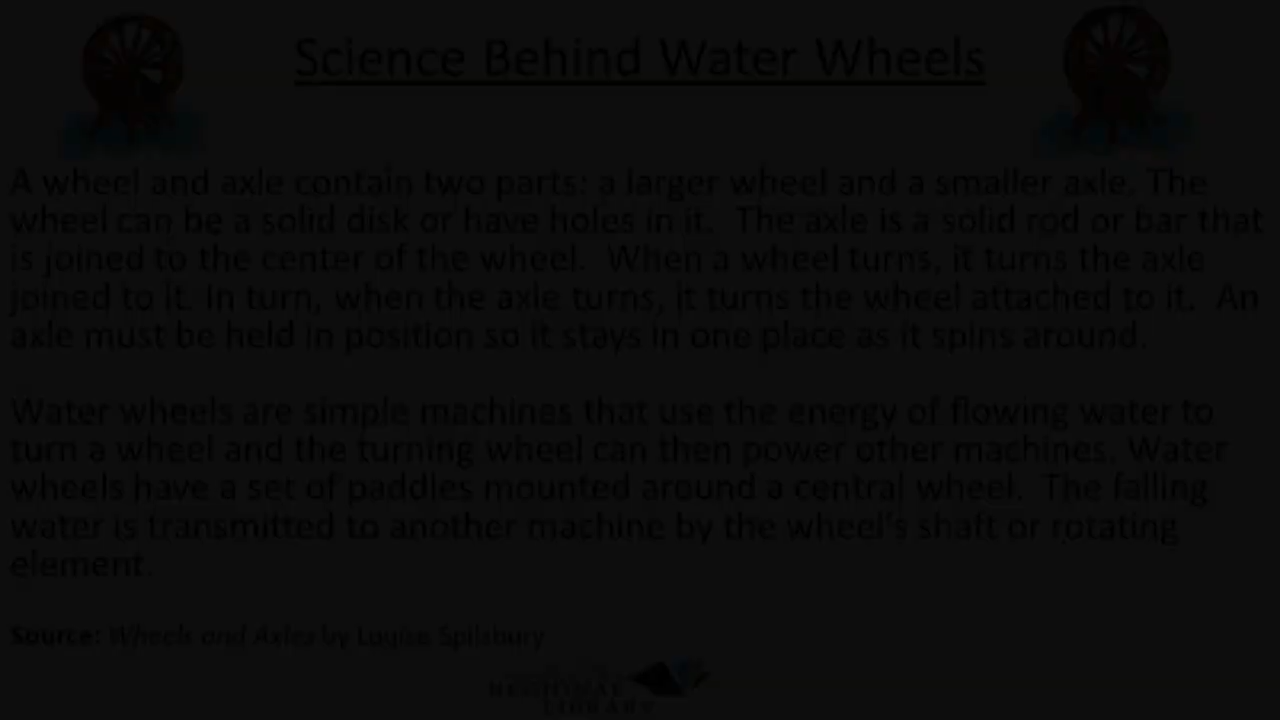 Science Behind Water Wheels
A wheel and axle contain two parts: a larger wheel and a smaller axle. The
wheel can be a solid disk or have holes in it. The axle is a solid rod or bar that
is joined to the center of the wheel. When a wheel turns, it turns the axle
joined to it. In turn, when the axle turns, it turns the wheel attached to it. An
axle must be held in position so it stays in one place as it spins around.
Water wheels are simple machines that use the energy of flowing water to
turn a wheel and the turning wheel can then power other machines. Water
wheels have a set of paddles mounted around a central wheel. The falling
water is transmitted to another machine by the wheel's shaft or rotating
element.
Source: Wheels and Axles by Louise Spilsbury
REGIONAL
LIBRARY